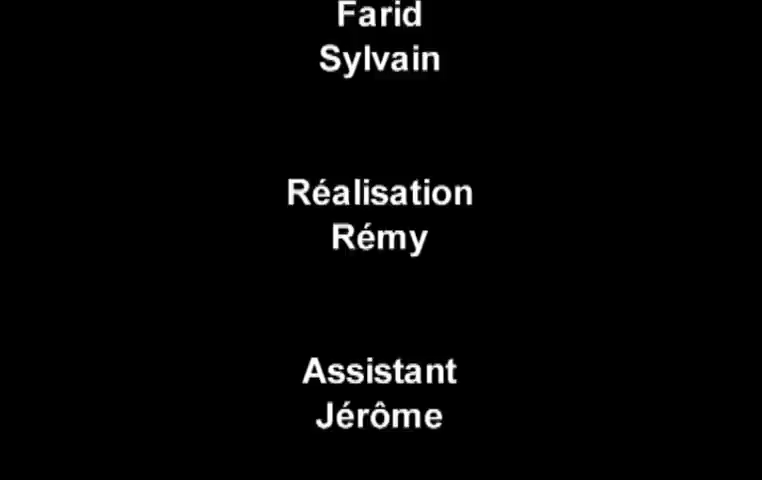 Farid
Sylvain
Réalisation
Rémy
Assistant
Jérôme